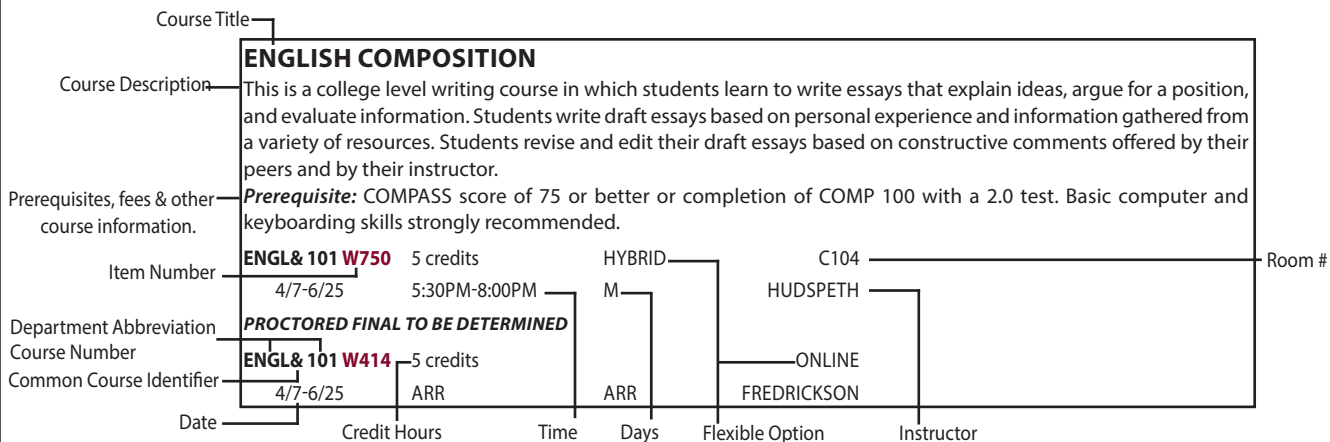 Course Title
ENGLISH COMPOSITION
Course Description
This is a college level writing course in which students learn to write essays that explain ideas, argue for a position,
and evaluate information. Students write draft essays based on personal experience and information gathered from
a variety of resources. Students revise and edit their draft essays based on constructive comments offered by their
peers and by their instructor.
Prerequisites, fees & other
course information.
Prerequisite: COMPASS score of 75 or better or completion of COMP 100 with a 2.0 test. Basic computer and
keyboarding skills strongly recommended.
Item Number
ENGL& 101 W750 5 credits HYBRID C104
Room #
4/7-6/25 5:30PM-8:00PM M HUDSPETH
PROCTORED FINAL TO BE DETERMINED
Department Abbreviation
Course Number
Common Course Identifier
ENGL& 101 W414 5 credits ONLINE
4/7-6/25 ARR ARR FREDRICKSON
Date
Credit Hours
Time
Days
Flexible Option
Instructor